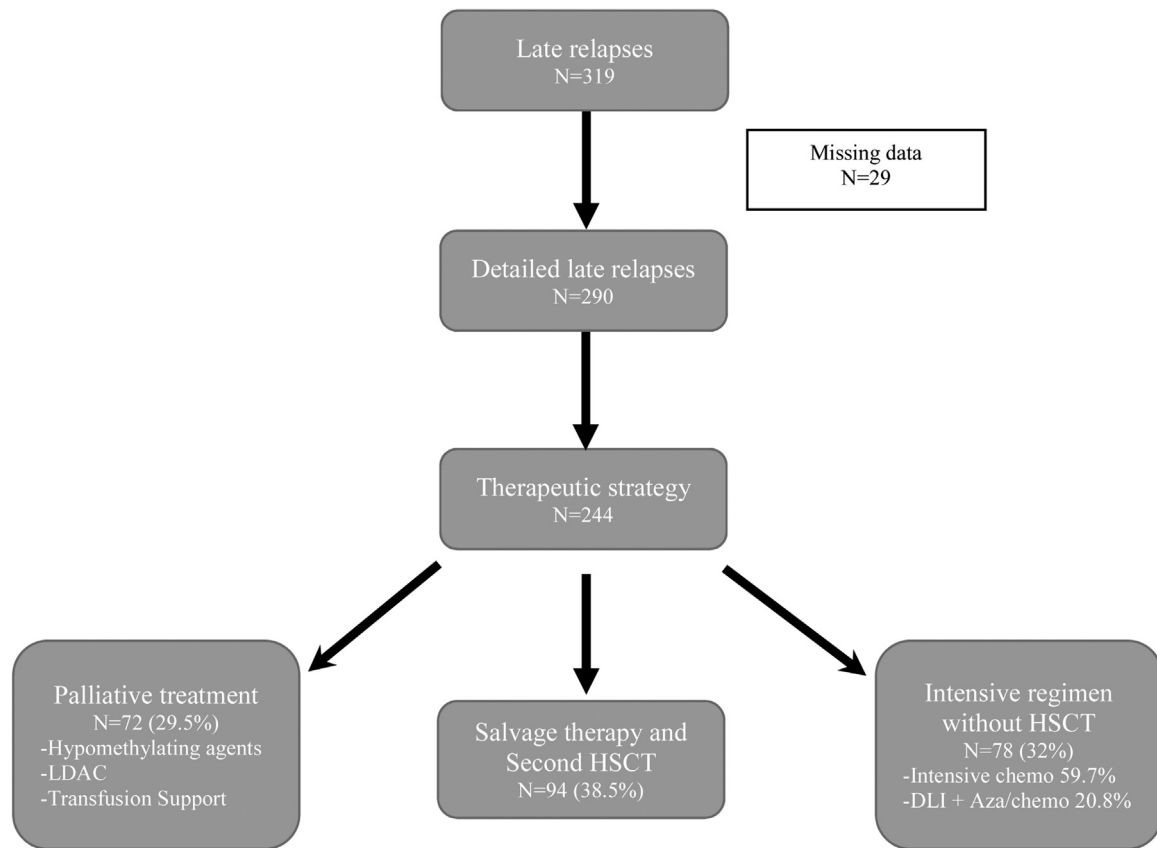 Late relapses
N=319
Missing data
N=29
Detailed late relapses
N=290
Therapeutic strategy
N=244
Palliative treatment
N=72 (29.5%)
-Hypomethylating agents
-LDAC
-Transfusion Support
Salvage therapy and
Second HSCT
N=94 (38.5%)
Intensive regimen
without HSCT
N=78 (32%)
-Intensive chemo 59.7%
-DLI + Aza/chemo 20.8%